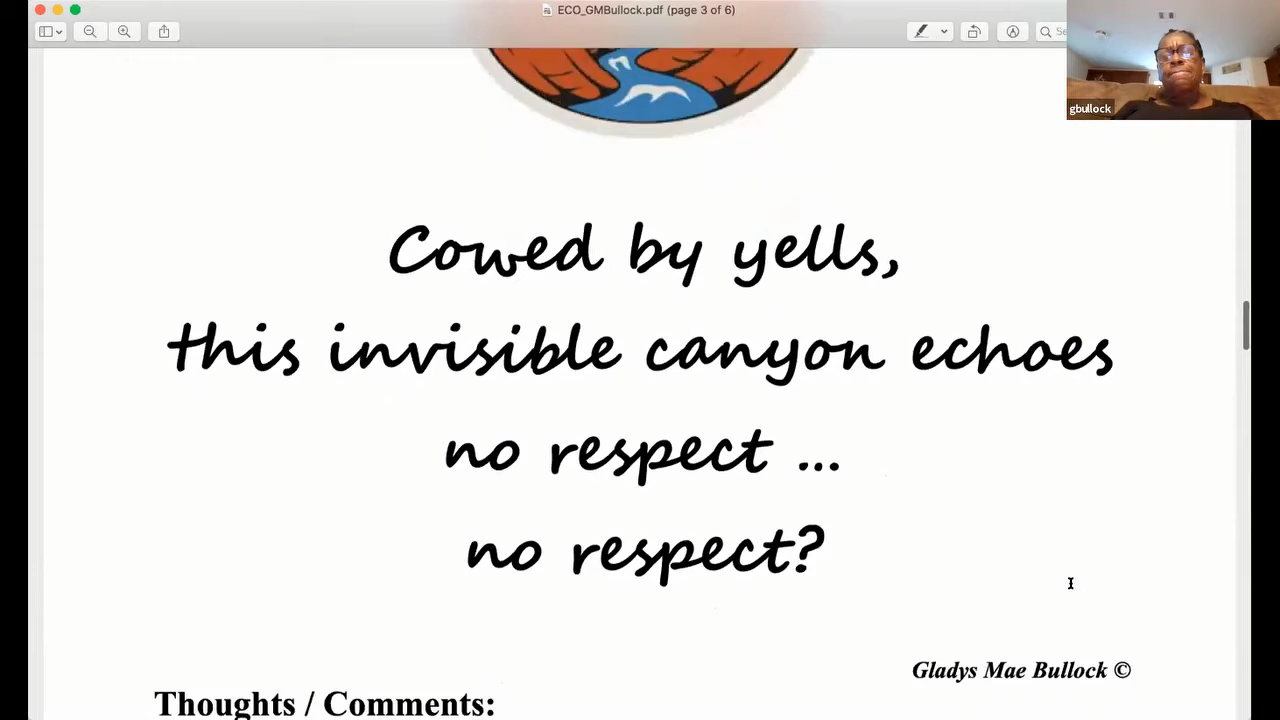 ECO_GMBullock.pdf (page 3 of 6)
gbullock
Cowed by yells,
this invisible canyon echoes
no respect ...
no respect?
Gladys Mae Bullock ©
Thoughts / Comments: